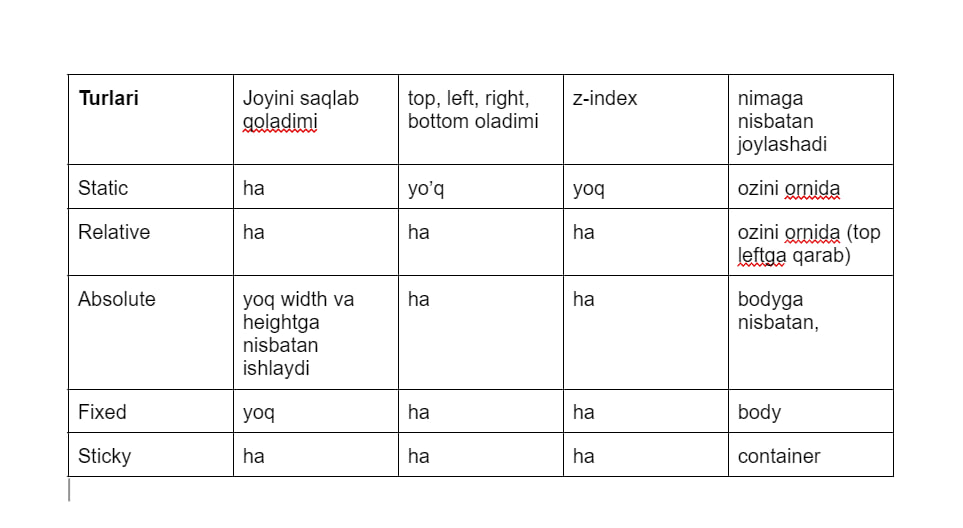 Turlari
Joyini saqlab
qoladimi
top, left, right,
bottom oladimi
z-index
nimaga
nisbatan
joylashadi
Static
ha
yo’q
yoq
ozini ornida
Relative
ha
ha
ha
ozini ornida (top
leftga qarab)
Absolute
yoq width va
heightga
nisbatan
ishlaydi
ha
ha
bodyga
nisbatan,
Fixed
yoq
ha
ha
body
Sticky
ha
ha
ha
container